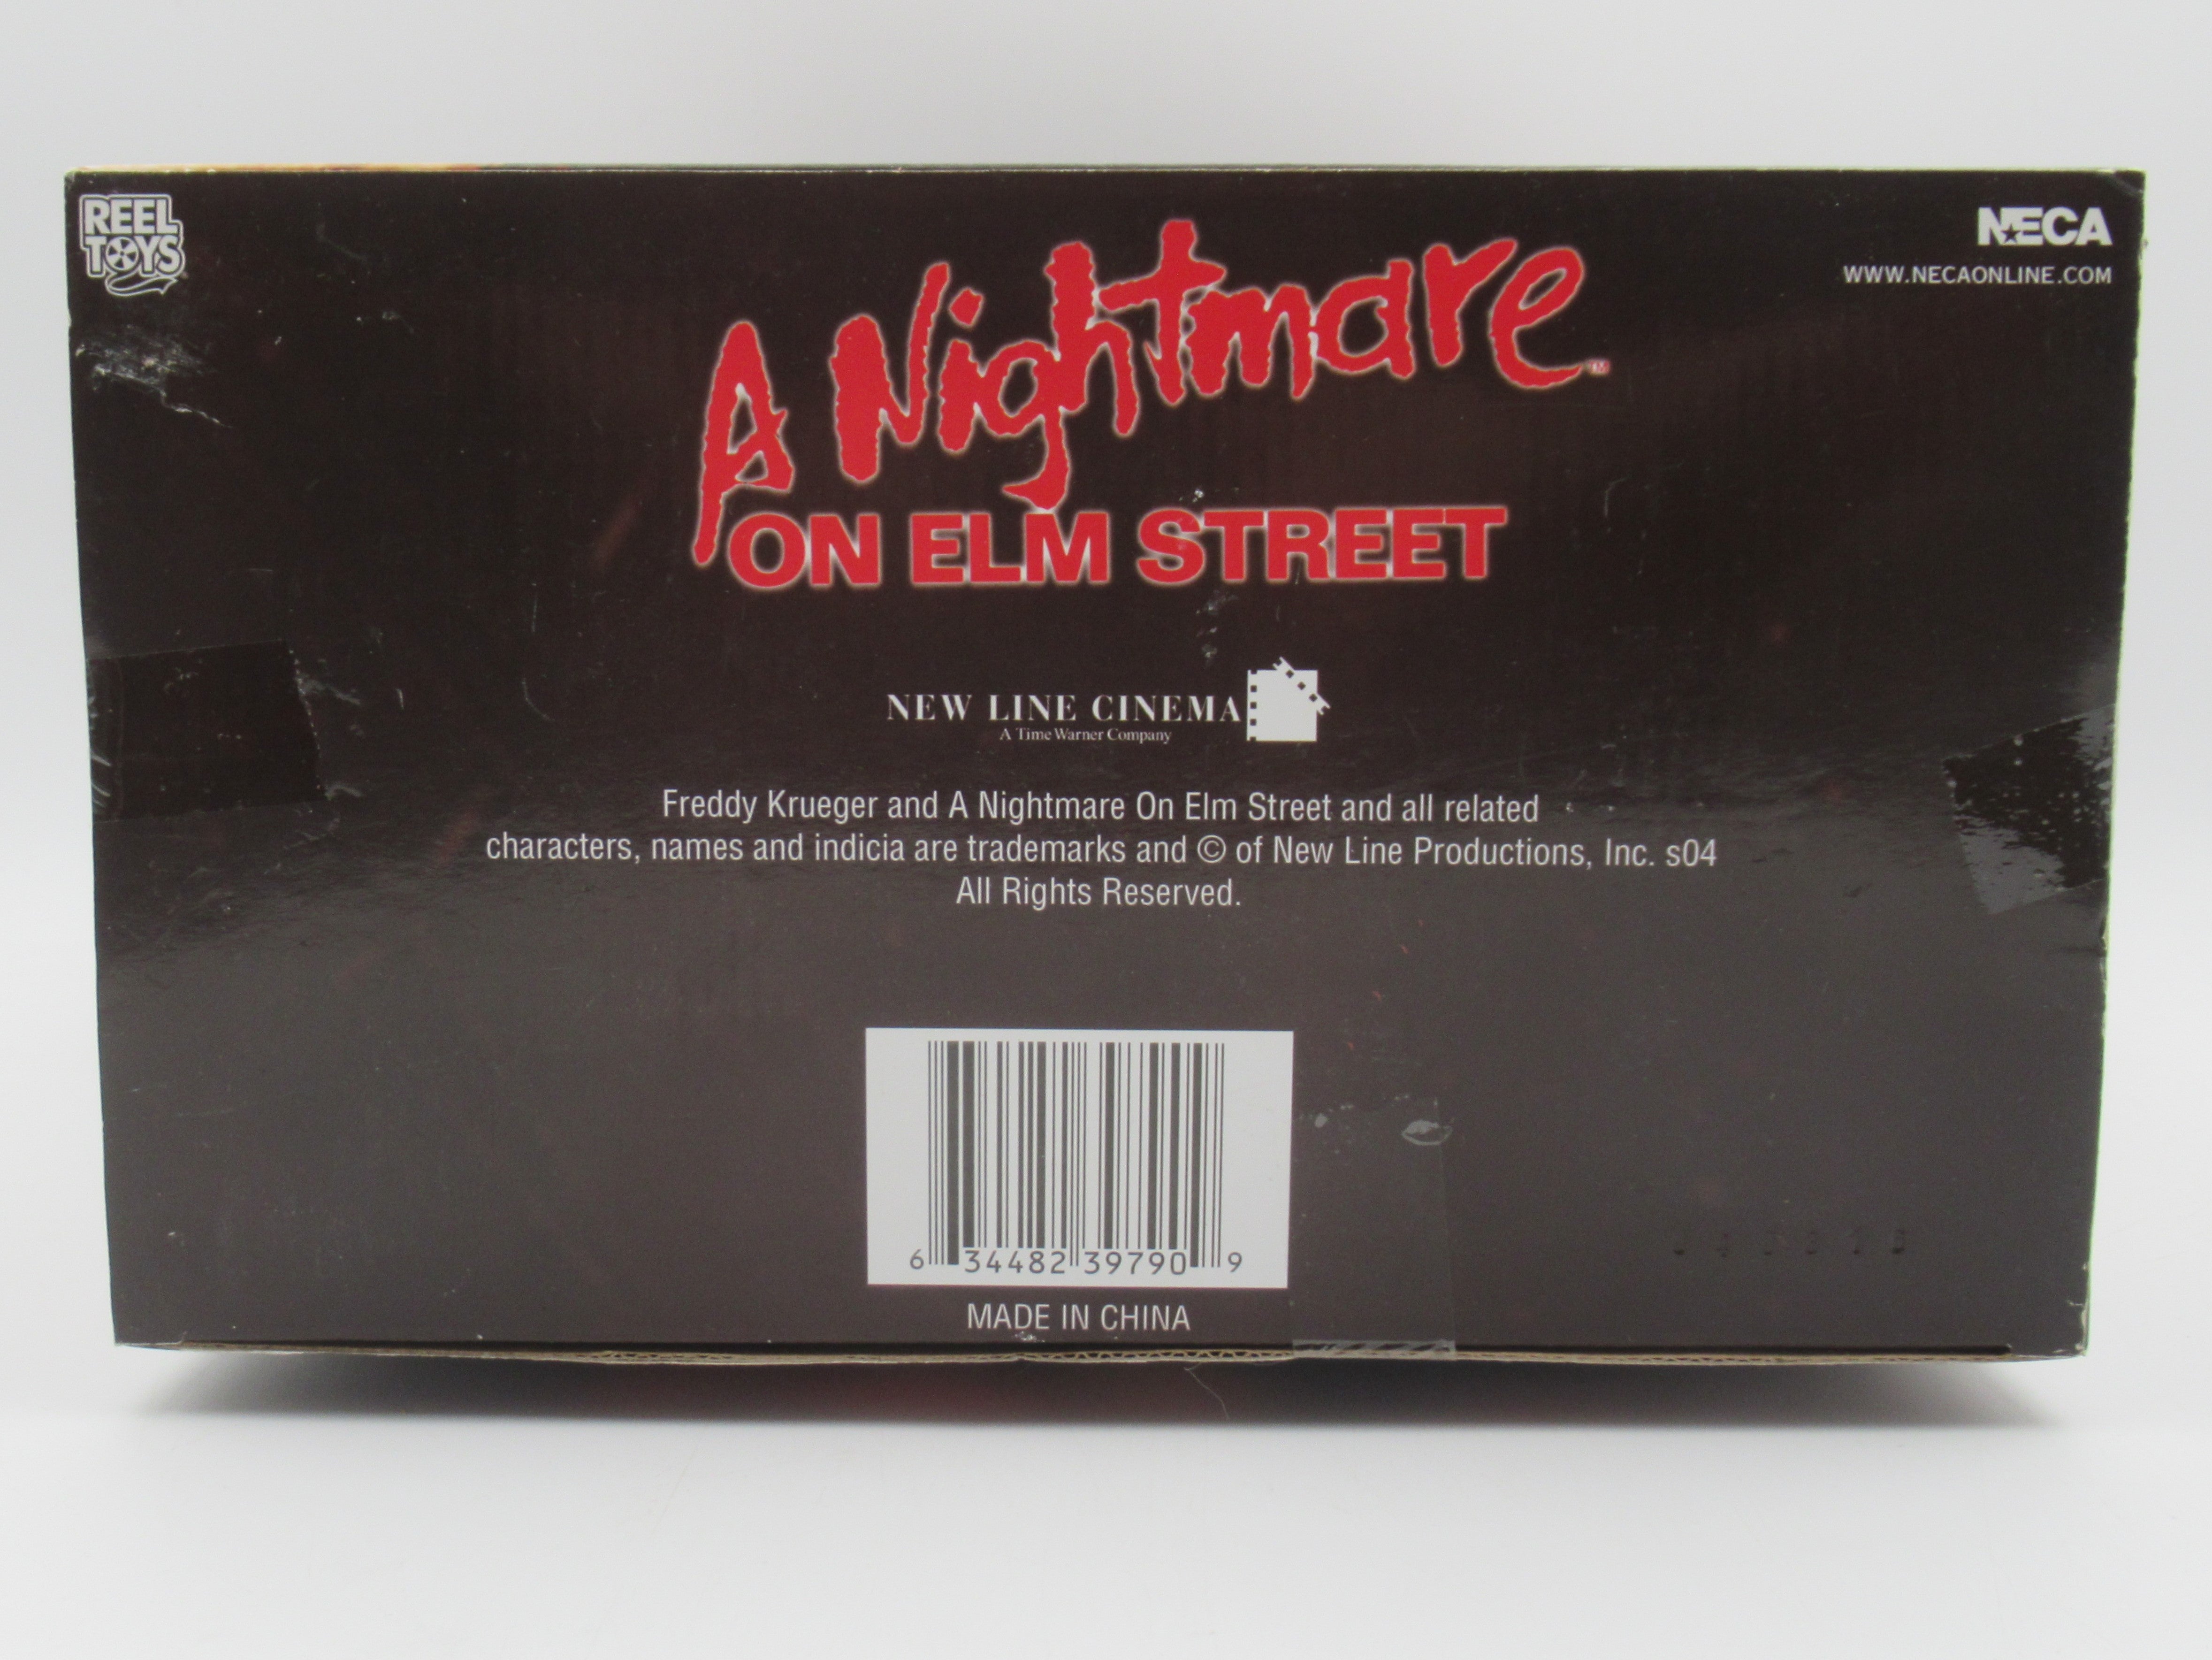 REEL
TOYS
NECA
WWW.NECAONLINE.COM
A Nightmare™
ON ELM STREET
NEW LINE CINEMA
A Time Warner Company
Freddy Krueger and A Nightmare On Elm Street and all related
characters, names and indicia are trademarks and © of New Line Productions, Inc. s04
All Rights Reserved.
6 34482 39790 9
MADE IN CHINA